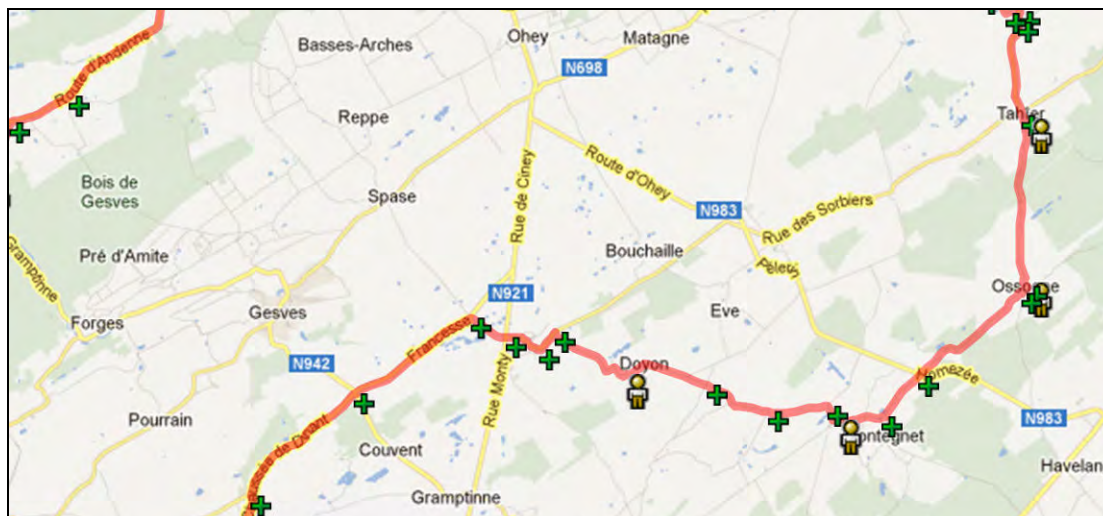 Ohey
Matagne
Basses-Arches
N698
Route d'Andenne
Reppe
Tahier
Rue de Ciney
Route d'Ohey
Bois de
Gesves
Spase
N983
Rue des Sorbiers
Bouchaille
Pré d'Amite
Gramptinne
N921
Gesves
Eve
Forges
Francesse
N942
Doyon
Homezée
Rue Monty
Pourrain
Couvent
N983
Havelan
Gramptinne